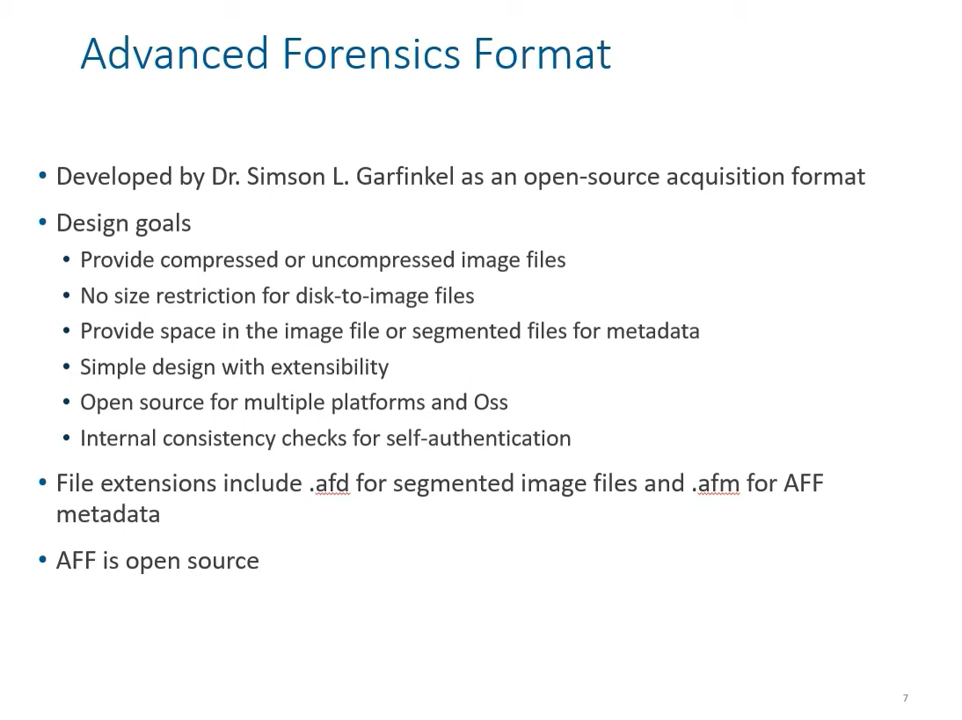 Advanced Forensics Format
• Developed by Dr. Simson L. Garfinkel as an open-source acquisition format
• Design goals
• Provide compressed or uncompressed image files
• No size restriction for disk-to-image files
• Provide space in the image file or segmented files for metadata
• Simple design with extensibility
• Open source for multiple platforms and Oss
• Internal consistency checks for self-authentication
• File extensions include .afd for segmented image files and .afm for AFF
metadata
• AFF is open source
7